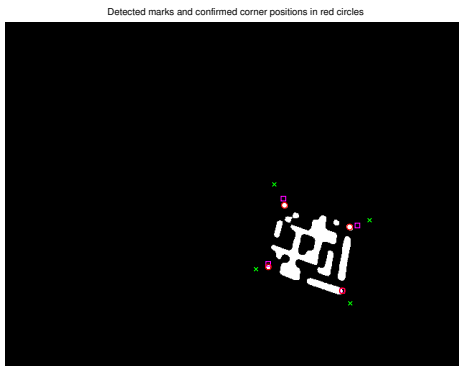 Detected marks and confirmed corner positions in red circles